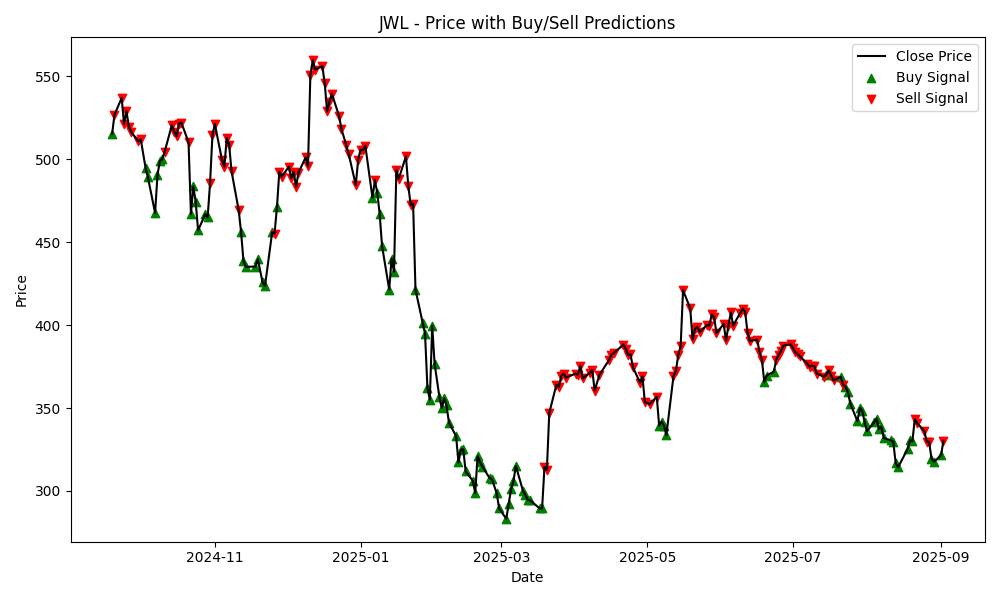 JWL - Price with Buy/Sell Predictions
Close Price
Buy Signal
Sell Signal
550
500
450
400
350
300
Price
2024-11
2025-01
2025-03
2025-05
2025-07
2025-09
Date